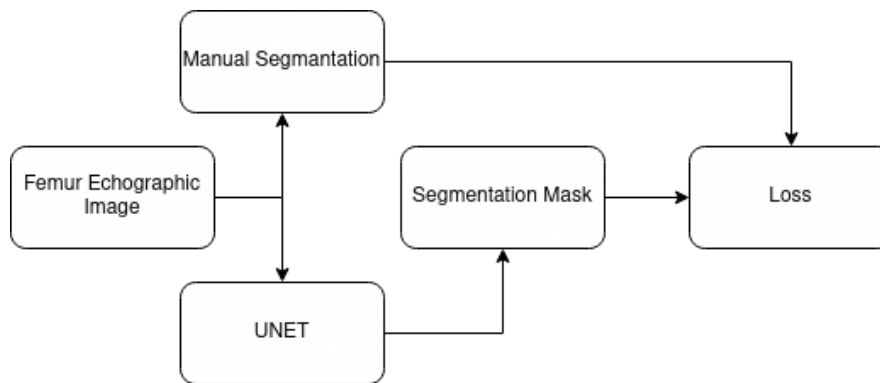 Manual Segmantation
Femur Echographic
Image
Segmentation Mask
Loss
UNET